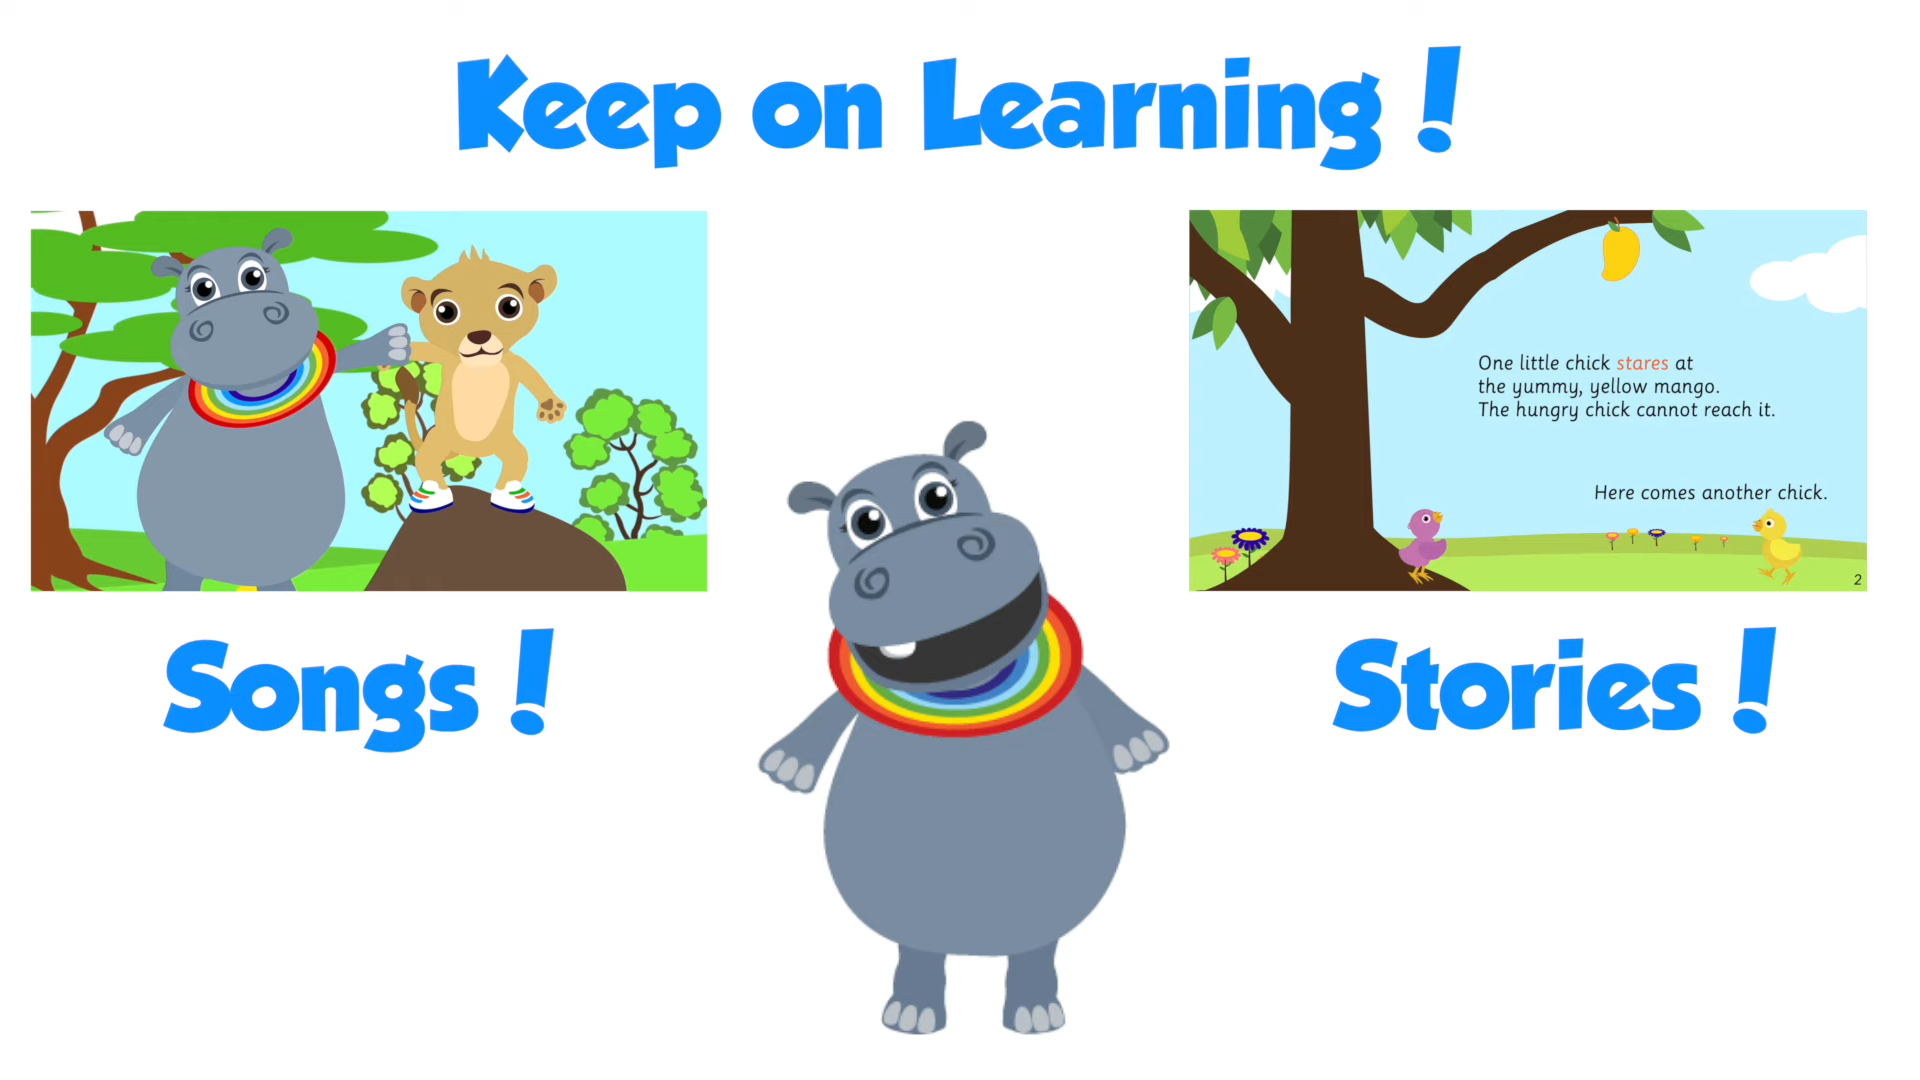 Keep on Learning!
One little chick stares at
the yummy, yellow mango.
The hungry chick cannot reach it.
Here comes another chick.
2
Songs!
Stories!